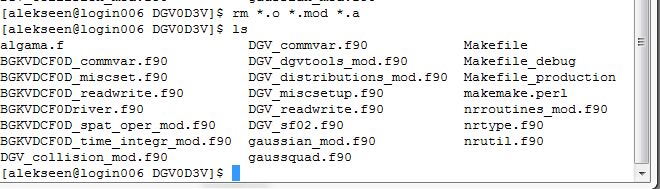 [alekseen@login006 DGV0D3V]$ rm *.o *.mod *.a
[alekseen@login006 DGV0D3V]$ ls
algama.f DGV_commvar.f90 Makefile
BGKVDCF0D_commvar.f90 DGV_dgvtools_mod.f90 Makefile_debug
BGKVDCF0D_miscset.f90 DGV_distributions_mod.f90 Makefile_production
BGKVDCF0D_readwrite.f90 DGV_miscsetup.f90 makemake.perl
BGKVDCF0Driver.f90 DGV_readwrite.f90 nrroutines_mod.f90
BGKVDCF0D_spat_oper_mod.f90 DGV_sf02.f90 nrtype.f90
BGKVDCF0D_time_integr_mod.f90 gaussian_mod.f90 nrutil.f90
DGV_collision_mod.f90 gaussquad.f90
[alekseen@login006 DGV0D3V]$